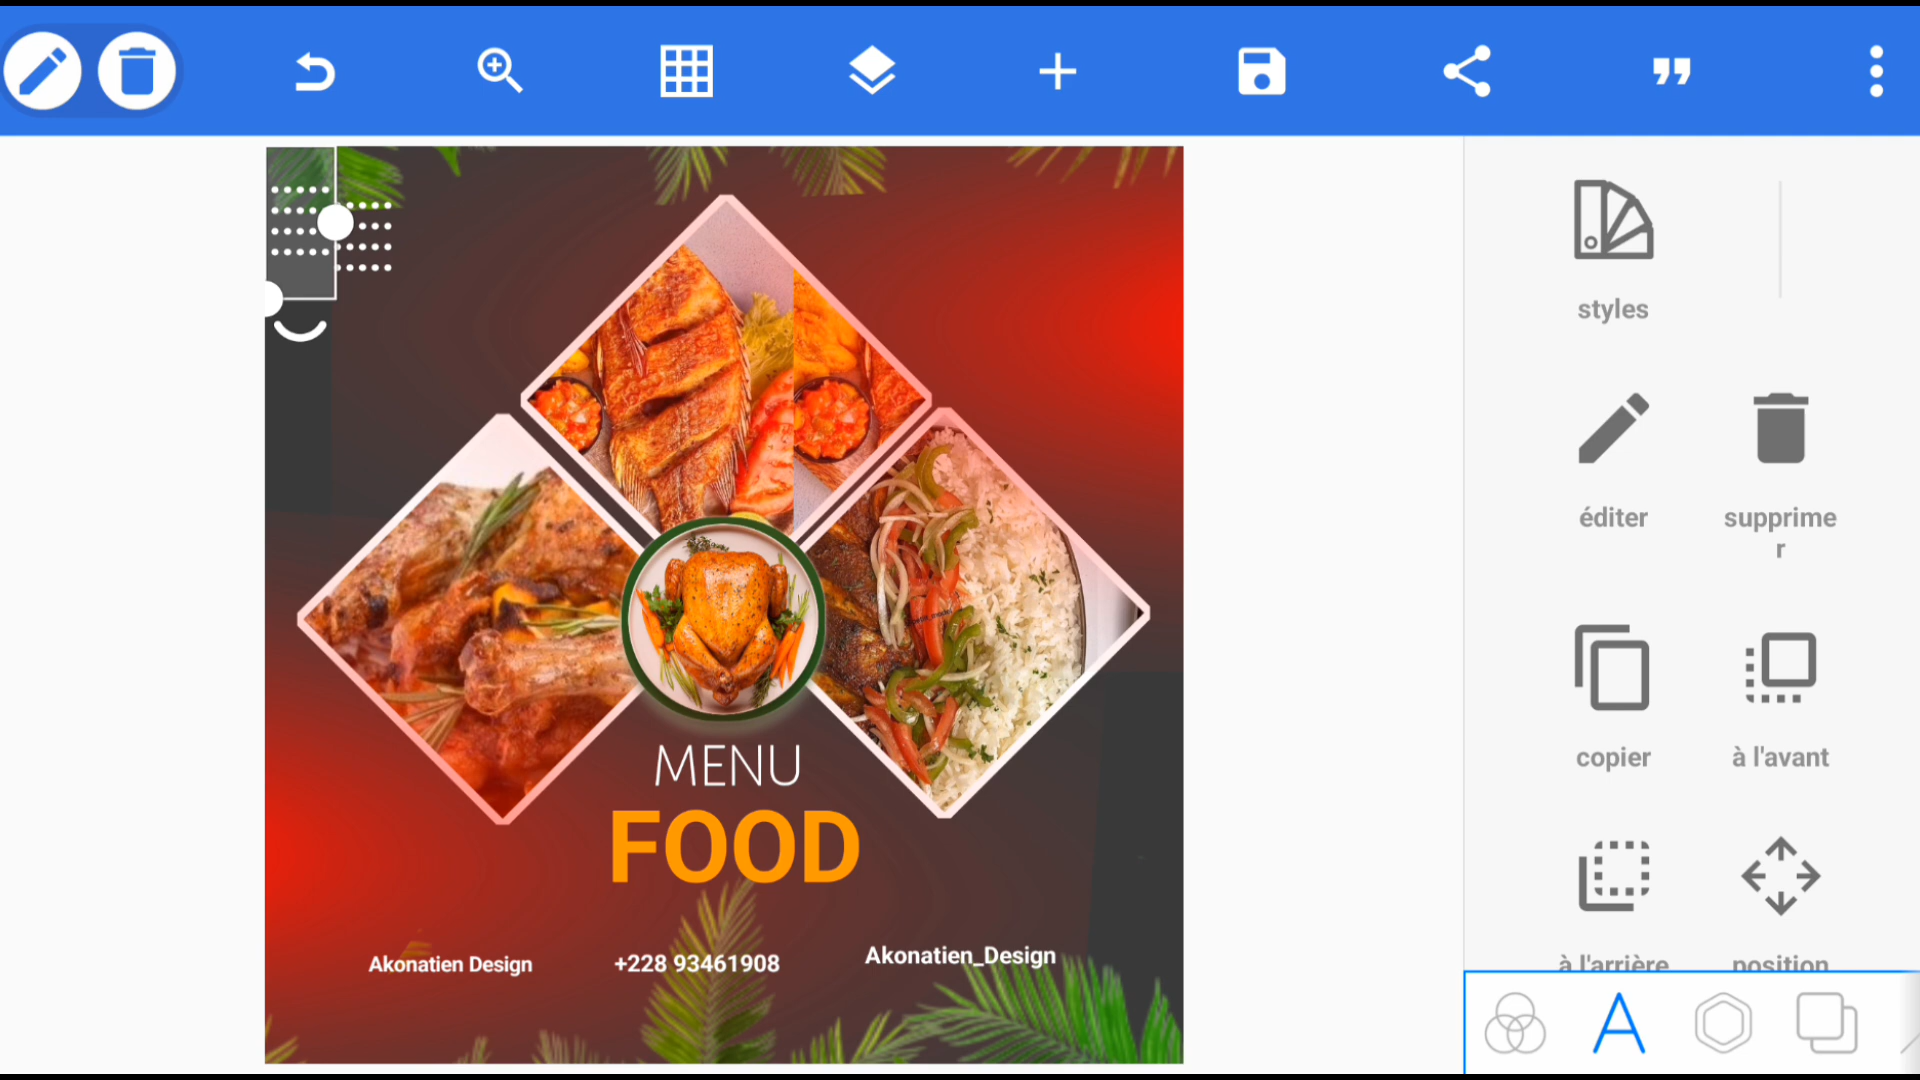 styles
éditer
supprime
r
copier
à l'avant
à l'arrière
position
MENU
FOOD
Akonatien Design
+228 93461908
Akonatien_Design